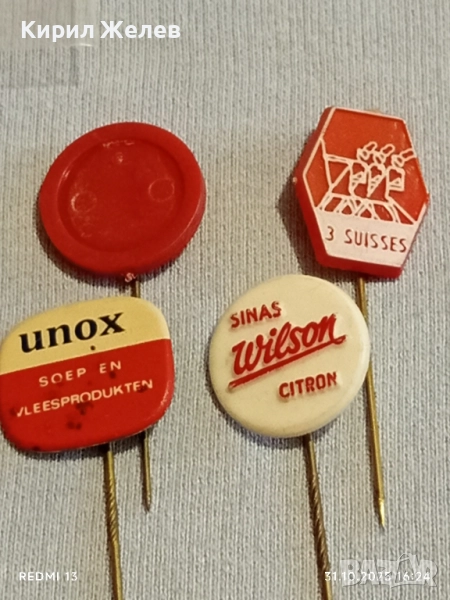 Кирил Желев
3 SUISSES
unox
SOEP EN
VLEESPRODUKTEN
SINAS
Wilson
CITRON
REDMI 13